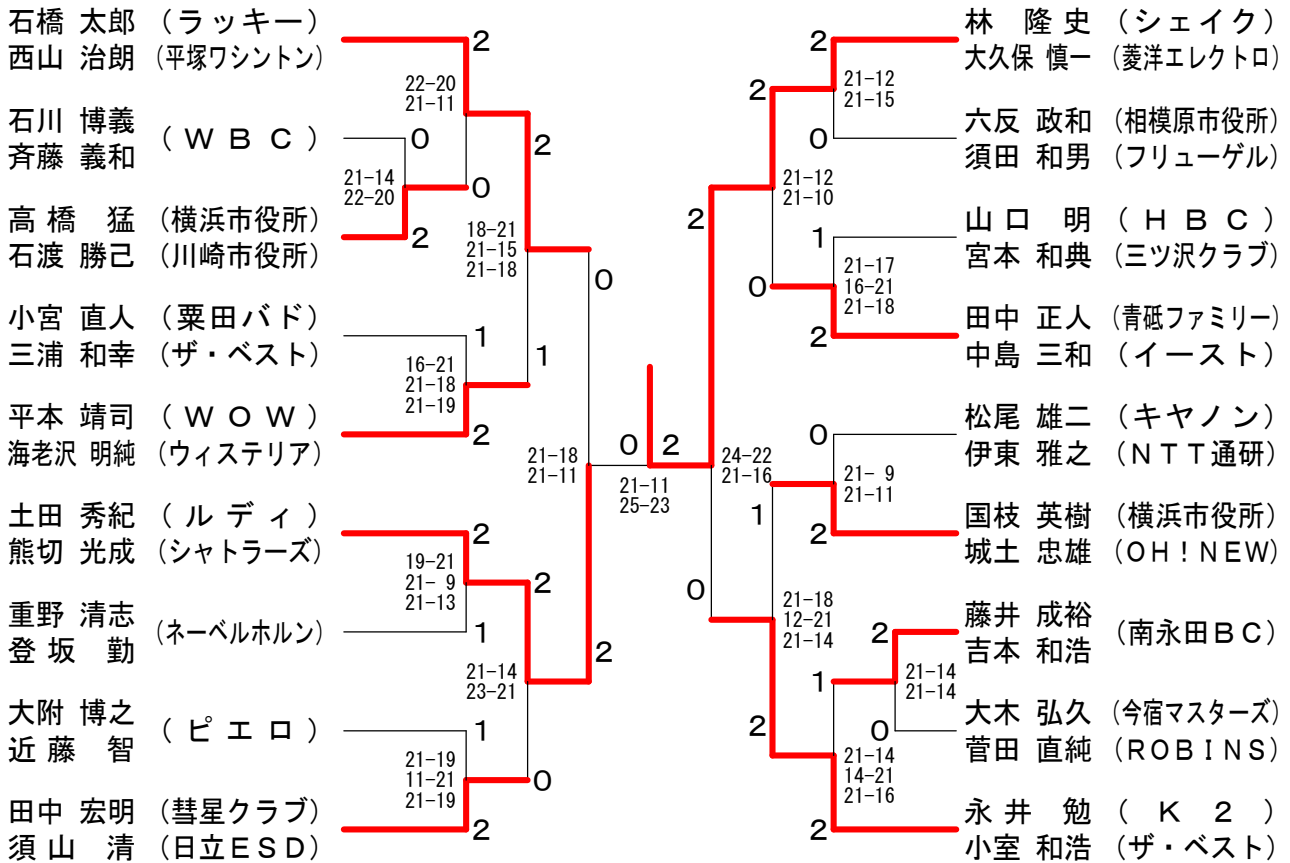 石橋 太郎 (ラッキー)
西山 治朗 (平塚ワシントン)
2
22-20
21-11
石川 博義
斉藤 義和
(ＷＢＣ)
0
21-14
22-20
0
2
高橋 猛 (横浜市役所)
石渡 勝己 (川崎市役所)
2
18-21
21-15
21-18
0
小宮 直人 (粟田バド)
三浦 和幸 (ザ・ベスト)
1
1
16-21
21-18
21-19
平本 靖司 (ＷＯＷ)
海老沢 明純 (ウィステリア)
2
21-18
21-11
0
2
21-11
25-23
土田 秀紀 (ルディ)
熊切 光成 (シャトラーズ)
2
19-21
21- 9
21-13
2
重野 清志
登坂 勤
(ネーベルホルン)
1
2
21-14
23-21
大附 博之
近藤 智
(ピエロ)
1
21-19
11-21
21-19
0
田中 宏明 (彗星クラブ)
須山 清 (日立ＥＳＤ)
2
林 隆史 (シェイク)
大久保 慎一 (菱洋エレクトロ)
2
21-12
21-15
2
六反 政和 (相模原市役所)
須田 和男 (フリューゲル)
0
21-12
21-10
2
山口 明 (ＨＢＣ)
宮本 和典 (三ツ沢クラブ)
1
21-17
16-21
21-18
0
田中 正人 (青砥ファミリー)
中島 三和 (イースト)
2
松尾 雄二 (キヤノン)
伊東 雅之 (ＮＴＴ通研)
0
24-22
21-16
21- 9
21-11
1
国枝 英樹 (横浜市役所)
城土 忠雄 (ＯＨ！ＮＥＷ)
2
0
21-18
12-21
21-14
藤井 成裕
吉本 和浩
(南永田ＢＣ)
2
21-14
21-14
1
大木 弘久 (今宿マスターズ)
菅田 直純 (ＲＯＢＩＮＳ)
0
2
21-14
14-21
21-16
永井 勉 (Ｋ２)
小室 和浩 (ザ・ベスト)
2